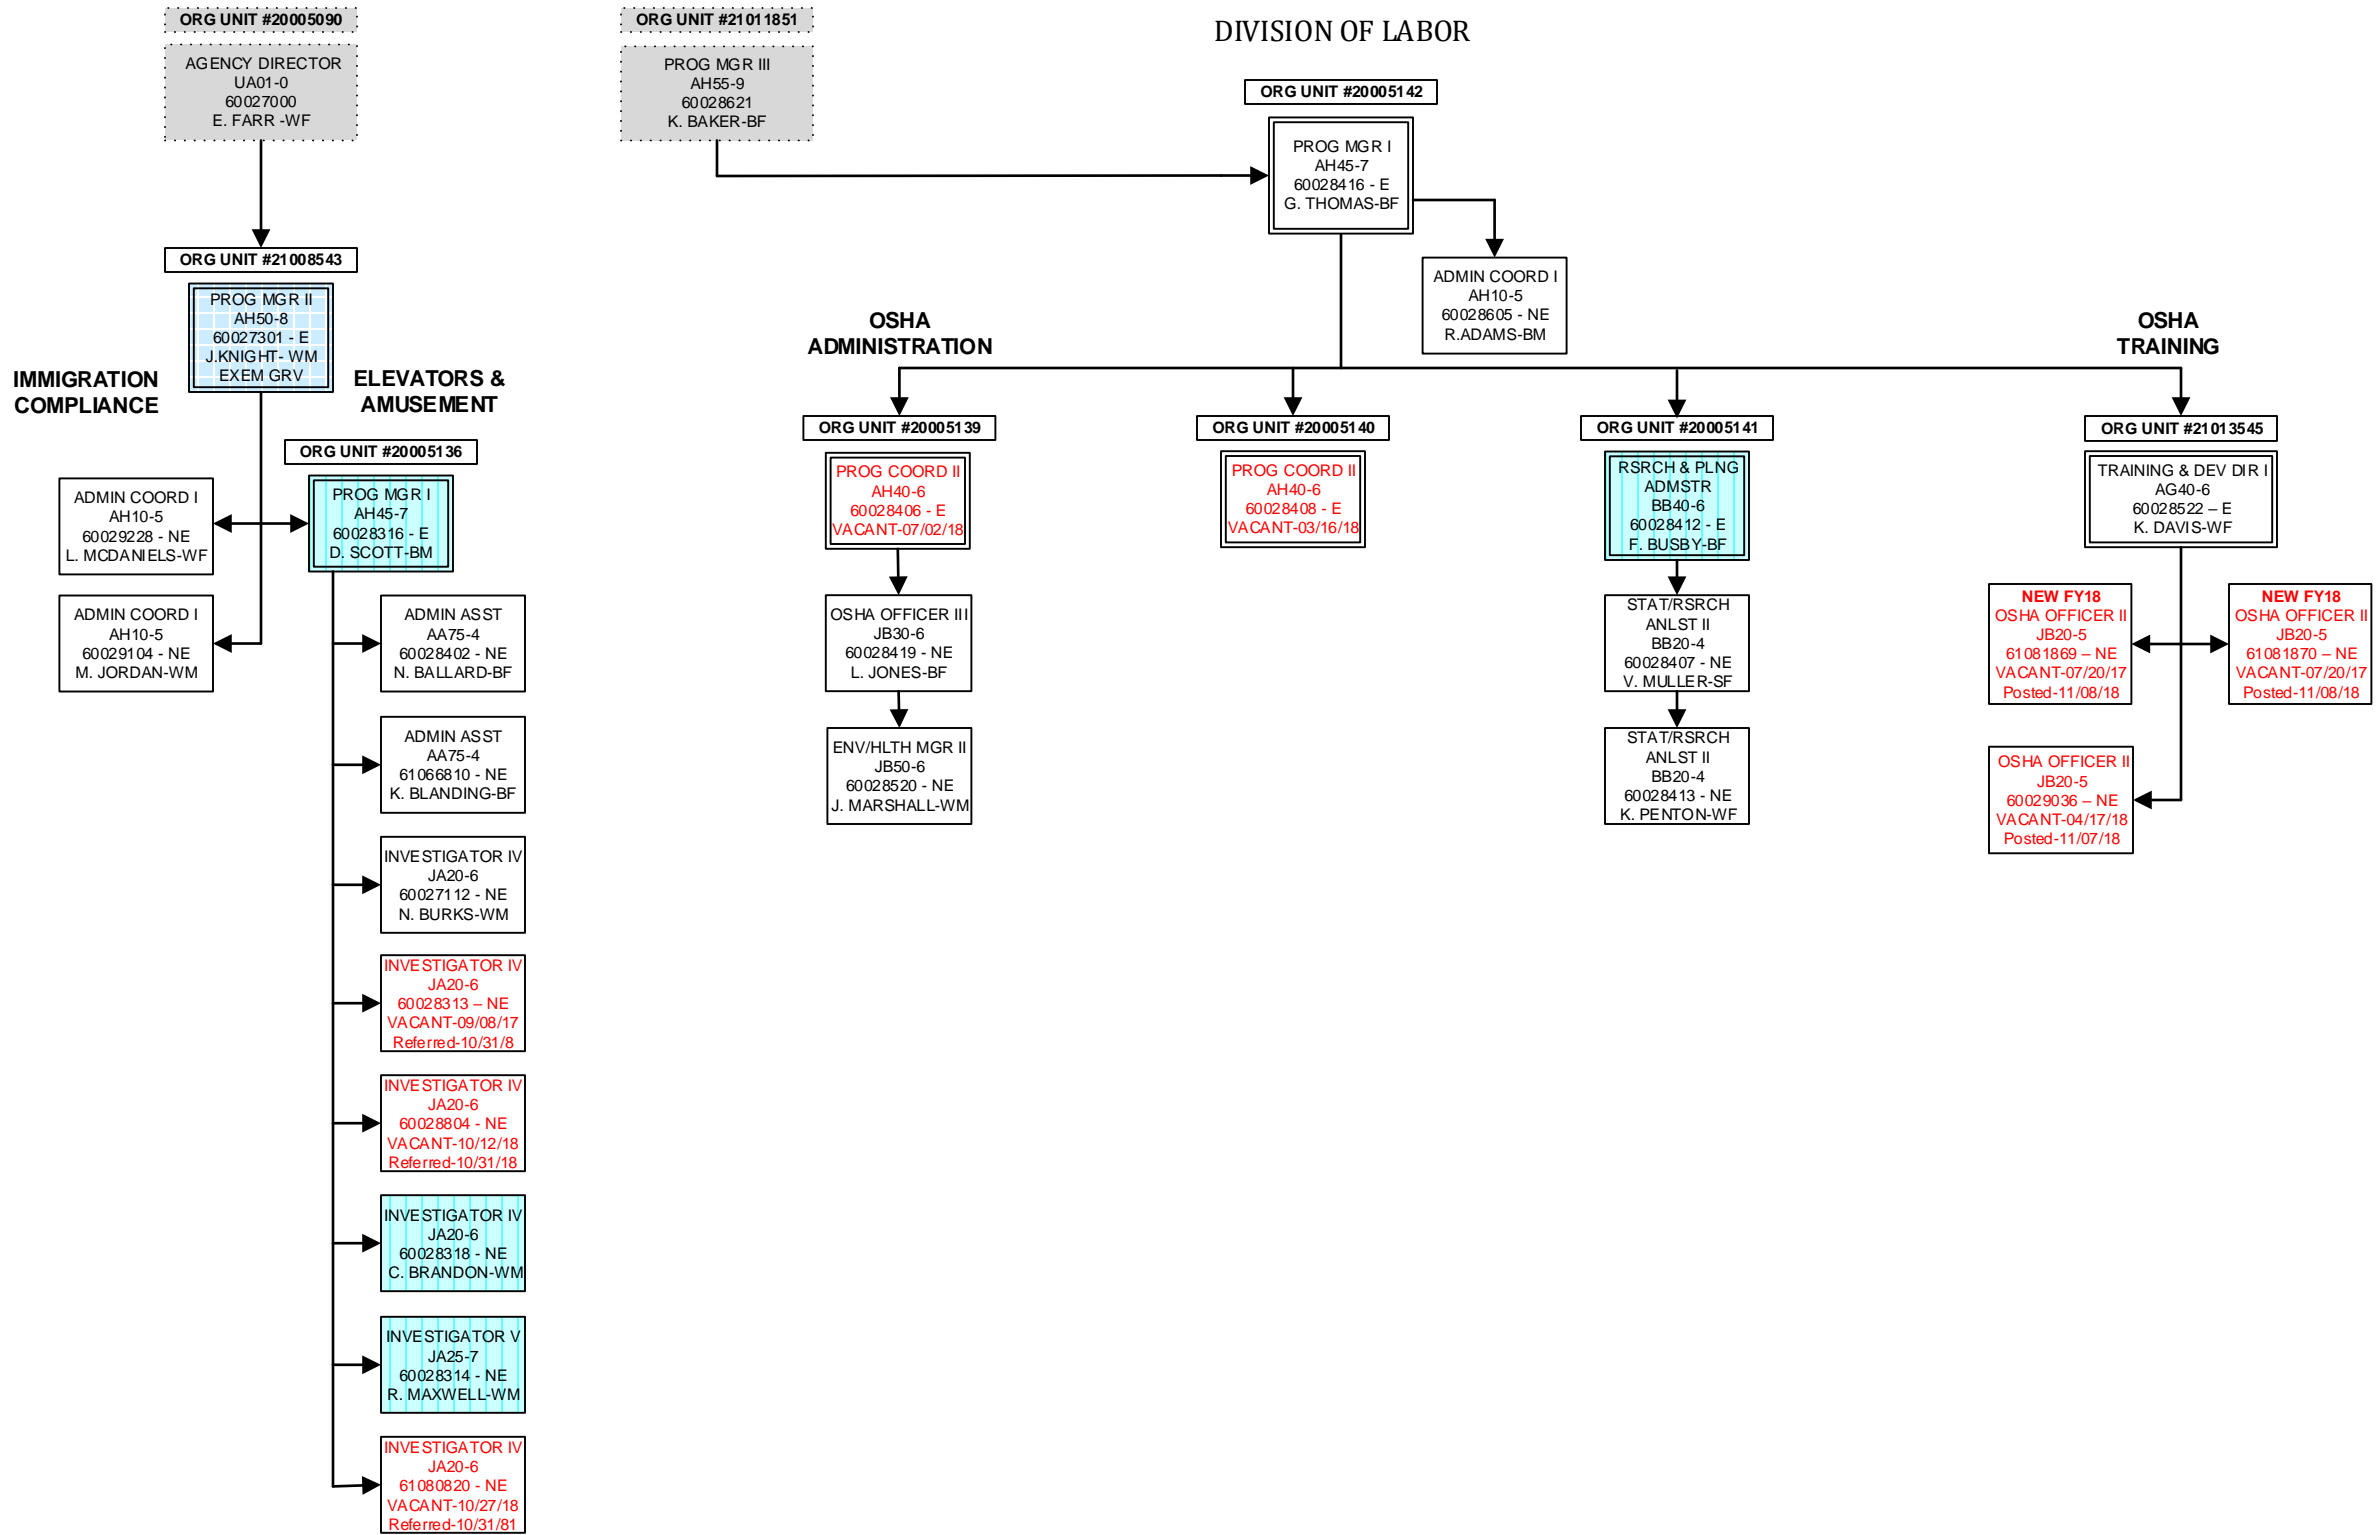 DIVISION OF LABOR
ORG UNIT #20005090
AGENCY DIRECTOR
UA01-0
60027000
E. FARR -WF
ORG UNIT #21011851
PROG MGR III
AH55-9
60028621
K. BAKER-BF
ORG UNIT #20005142
PROG MGR I
AH45-7
60028416 - E
G. THOMAS-BF
ADMIN COORD I
AH10-5
60028605 - NE
R.ADAMS-BM
ORG UNIT #21008543
PROG MGR II
AH50-8
60027301 - E
J.KNIGHT- WM
EXEM GRV
IMMIGRATION
COMPLIANCE
ELEVATORS &
AMUSEMENT
ORG UNIT #20005136
PROG MGR I
AH45-7
60028316 - E
D. SCOTT-BM
ADMIN COORD I
AH10-5
60029228 - NE
L. MCDANIELS-WF
ADMIN COORD I
AH10-5
60029104 - NE
M. JORDAN-WM
ADMIN ASST
AA75-4
60028402 - NE
N. BALLARD-BF
ADMIN ASST
AA75-4
61066810 - NE
K. BLANDING-BF
INVESTIGATOR IV
JA20-6
60027112 - NE
N. BURKS-WM
INVESTIGATOR IV
JA20-6
60028313 – NE
VACANT-09/08/17
Referred-10/31/8
INVESTIGATOR IV
JA20-6
60028804 - NE
VACANT-10/12/18
Referred-10/31/18
INVESTIGATOR IV
JA20-6
60028318 - NE
C. BRANDON-WM
INVESTIGATOR V
JA25-7
60028314 - NE
R. MAXWELL-WM
INVESTIGATOR IV
JA20-6
61080820 - NE
VACANT-10/27/18
Referred-10/31/81
OSHA
ADMINISTRATION
ORG UNIT #20005139
PROG COORD II
AH40-6
60028406 - E
VACANT-07/02/18
OSHA OFFICER III
JB30-6
60028419 - NE
L. JONES-BF
ENV/HLTH MGR II
JB50-6
60028520 - NE
J. MARSHALL-WM
ORG UNIT #20005140
PROG COORD II
AH40-6
60028408 - E
VACANT-03/16/18
ORG UNIT #20005141
RSRCH & PLNG
ADMSTR
BB40-6
60028412 - E
F. BUSBY-BF
STAT/RSRCH
ANLST II
BB20-4
60028407 - NE
V. MULLER-SF
STAT/RSRCH
ANLST II
BB20-4
60028413 - NE
K. PENTON-WF
OSHA
TRAINING
ORG UNIT #21013545
TRAINING & DEV DIR I
AG40-6
60028522 – E
K. DAVIS-WF
NEW FY18
OSHA OFFICER II
JB20-5
61081869 – NE
VACANT-07/20/17
Posted-11/08/18
NEW FY18
OSHA OFFICER II
JB20-5
61081870 – NE
VACANT-07/20/17
Posted-11/08/18
OSHA OFFICER II
JB20-5
60029036 – NE
VACANT-04/17/18
Posted-11/07/18